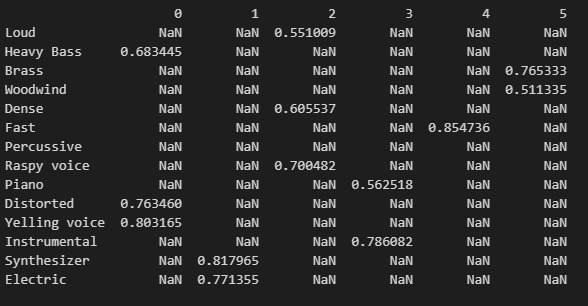 0 1 2 3 4 5
Loud NaN NaN 0.551009 NaN NaN NaN
Heavy Bass 0.683445 NaN NaN NaN NaN NaN
Brass NaN NaN NaN NaN NaN 0.765333
Woodwind NaN NaN NaN NaN NaN 0.511335
Dense NaN NaN 0.605537 NaN NaN NaN
Fast NaN NaN NaN NaN 0.854736 NaN
Percussive NaN NaN NaN NaN NaN NaN
Raspy voice NaN NaN 0.700482 NaN NaN NaN
Piano NaN NaN NaN 0.562518 NaN NaN
Distorted 0.763460 NaN NaN NaN NaN NaN
Yelling voice 0.803165 NaN NaN NaN NaN NaN
Instrumental NaN NaN NaN 0.786082 NaN NaN
Synthesizer NaN 0.817965 NaN NaN NaN NaN
Electric NaN 0.771355 NaN NaN NaN NaN